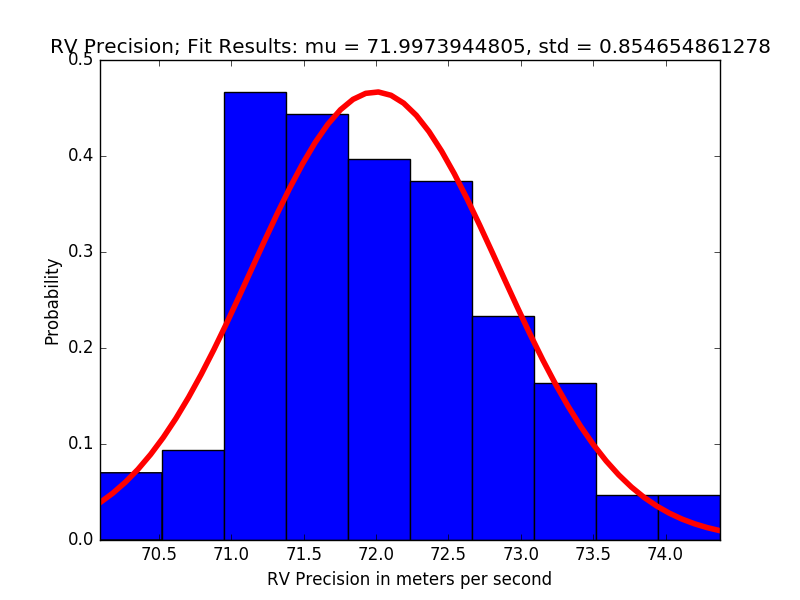 RV Precision; Fit Results: mu = 71.9973944805, std = 0.854654861278
0.5
0.4
0.3
0.2
0.1
0.0
Probability
70.5 71.0 71.5 72.0 72.5 73.0 73.5 74.0
RV Precision in meters per second